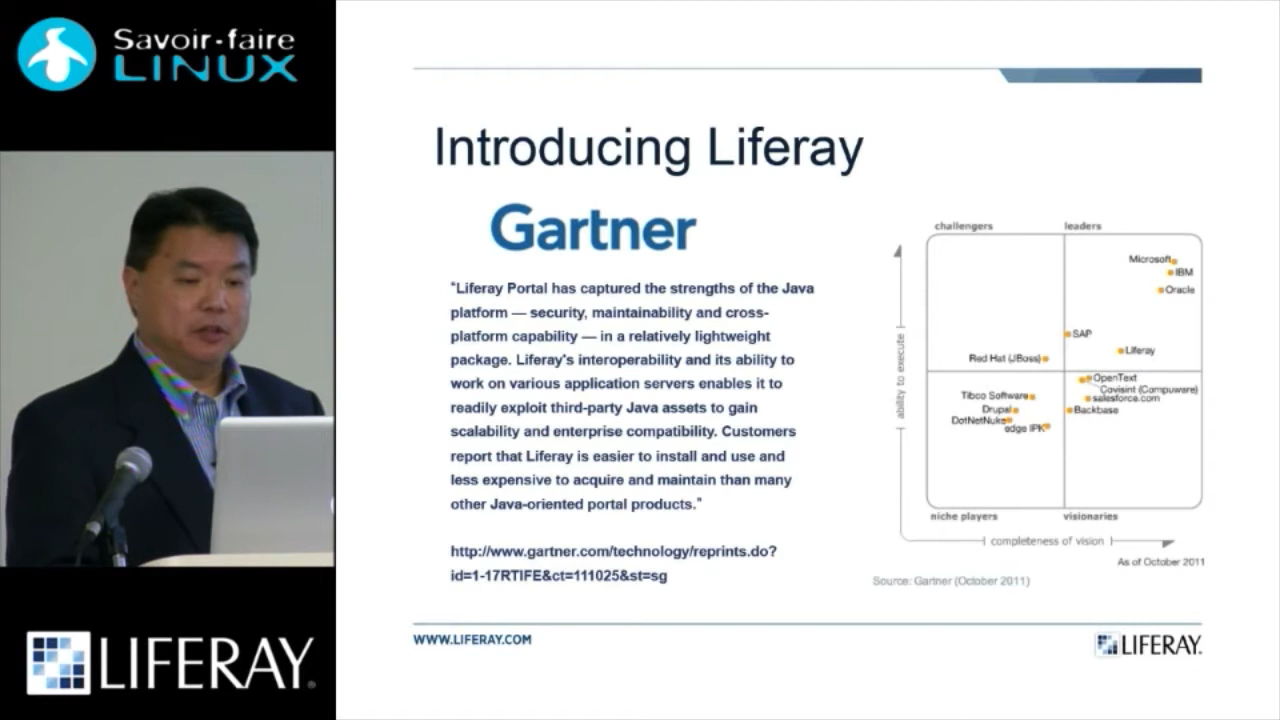 Savoir-faire
LINUX
Introducing Liferay
Gartner
"Liferay Portal has captured the strengths of the Java
platform — security, maintainability and cross-
platform capability — in a relatively lightweight
package. Liferay's interoperability and its ability to
work on various application servers enables it to
readily exploit third-party Java assets to gain
scalability and enterprise compatibility. Customers
report that Liferay is easier to install and use and
less expensive to acquire and maintain than many
other Java-oriented portal products."
http://www.gartner.com/technology/reprints.do?
id=1-17RTIFE&ct=111025&st=sg
challengers
leaders
Microsoft
IBM
Oracle
SAP
Liferay
Red Hat (JBoss)
OpenText
Covisint (Compuware)
salesforce.com
Tibco Software
Drupal
Backbase
DotNetNuke
edge IPK
ability to execute
niche players
visionaries
completeness of vision
As of October 2011
Source: Gartner (October 2011)
WWW.LIFERAY.COM
LIFERAY.
LIFERAY.